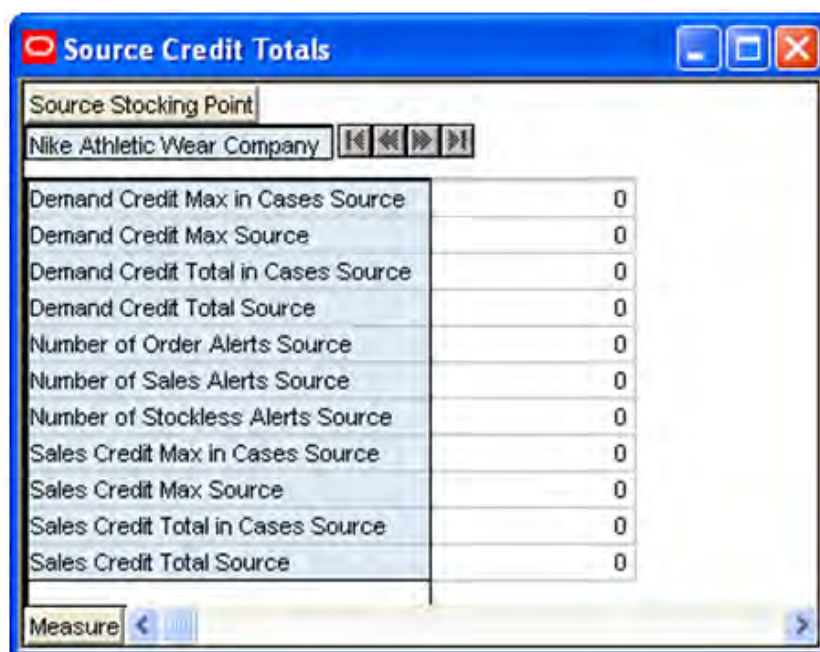 Source Credit Totals
Source Stocking Point
Nike Athletic Wear Company
Demand Credit Max in Cases Source 0
Demand Credit Max Source 0
Demand Credit Total in Cases Source 0
Demand Credit Total Source 0
Number of Order Alerts Source 0
Number of Sales Alerts Source 0
Number of Stockless Alerts Source 0
Sales Credit Max in Cases Source 0
Sales Credit Max Source 0
Sales Credit Total in Cases Source 0
Sales Credit Total Source 0
Measure